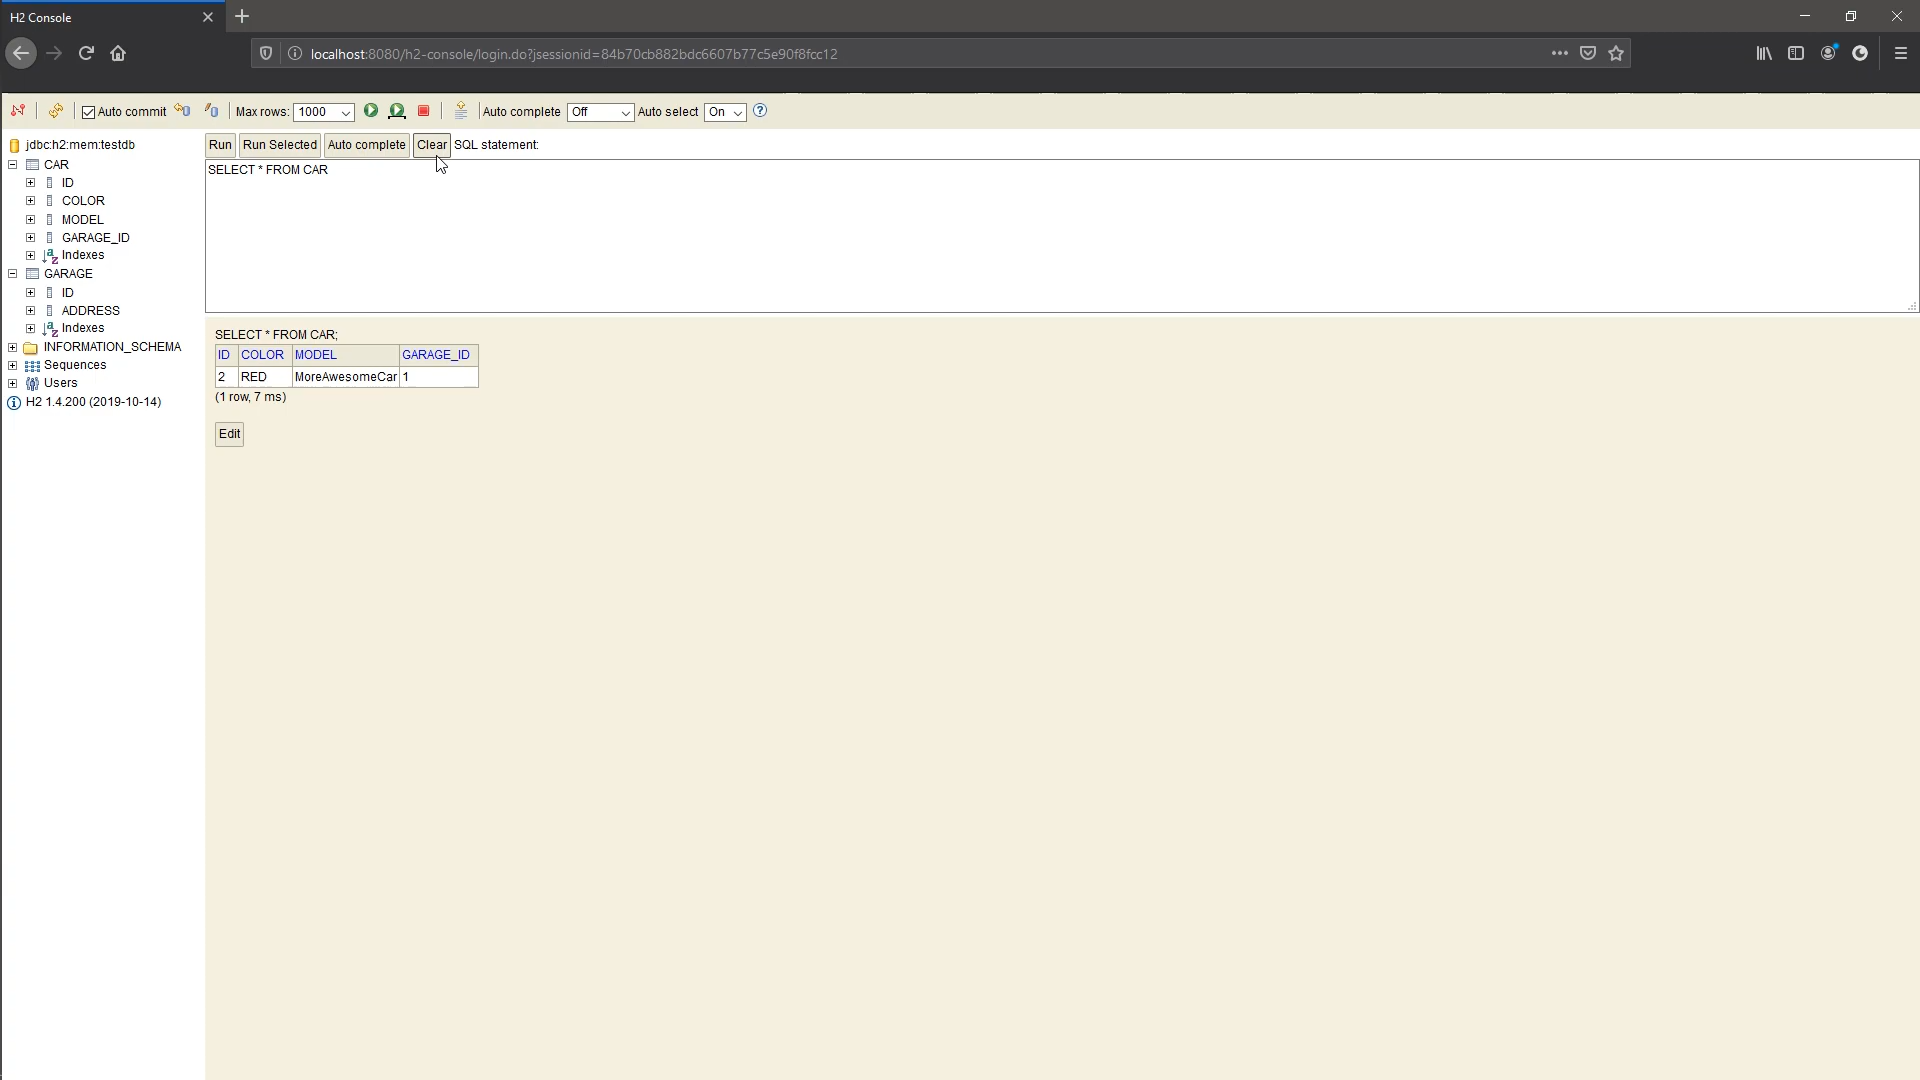 H2 Console
localhost:8080/h2-console/login.do?jsessionid=84b70cb882bdc6607b77c5e90f8fcc12
Auto commit Max rows: 1000 Auto complete Off Auto select On
jdbc:h2:mem:testdb
CAR
ID
COLOR
MODEL
GARAGE_ID
Indexes
GARAGE
ID
ADDRESS
Indexes
INFORMATION_SCHEMA
Sequences
Users
H2 1.4.200 (2019-10-14)
Run Run Selected Auto complete Clear SQL statement:
SELECT * FROM CAR
SELECT * FROM CAR;
ID COLOR MODEL GARAGE_ID
2 RED MoreAwesomeCar 1
(1 row, 7 ms)
Edit